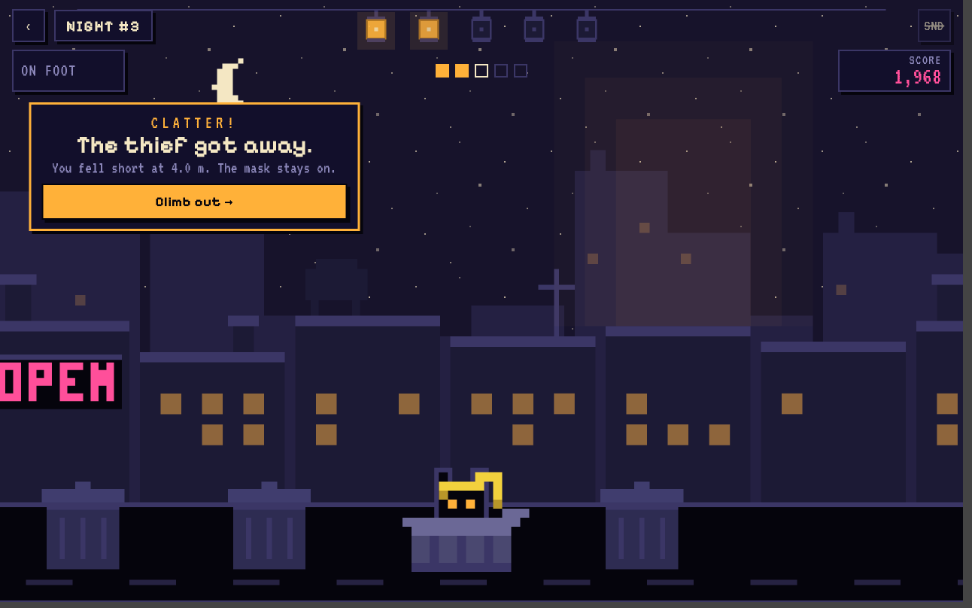 ‹
NIGHT #3
SND
ON FOOT
SCORE
1,968
CLATTER!
The thief got away.
You fell short at 4.0 m. The mask stays on.
Climb out →
OPEN